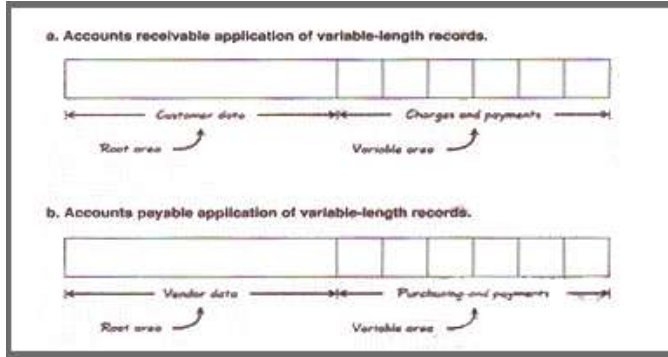 a. Accounts receivable application of variable-length records.
Customer data Charges and payments
Root area Variable area
b. Accounts payable application of variable-length records.
Vendor data Purchasing and payments
Root area Variable area